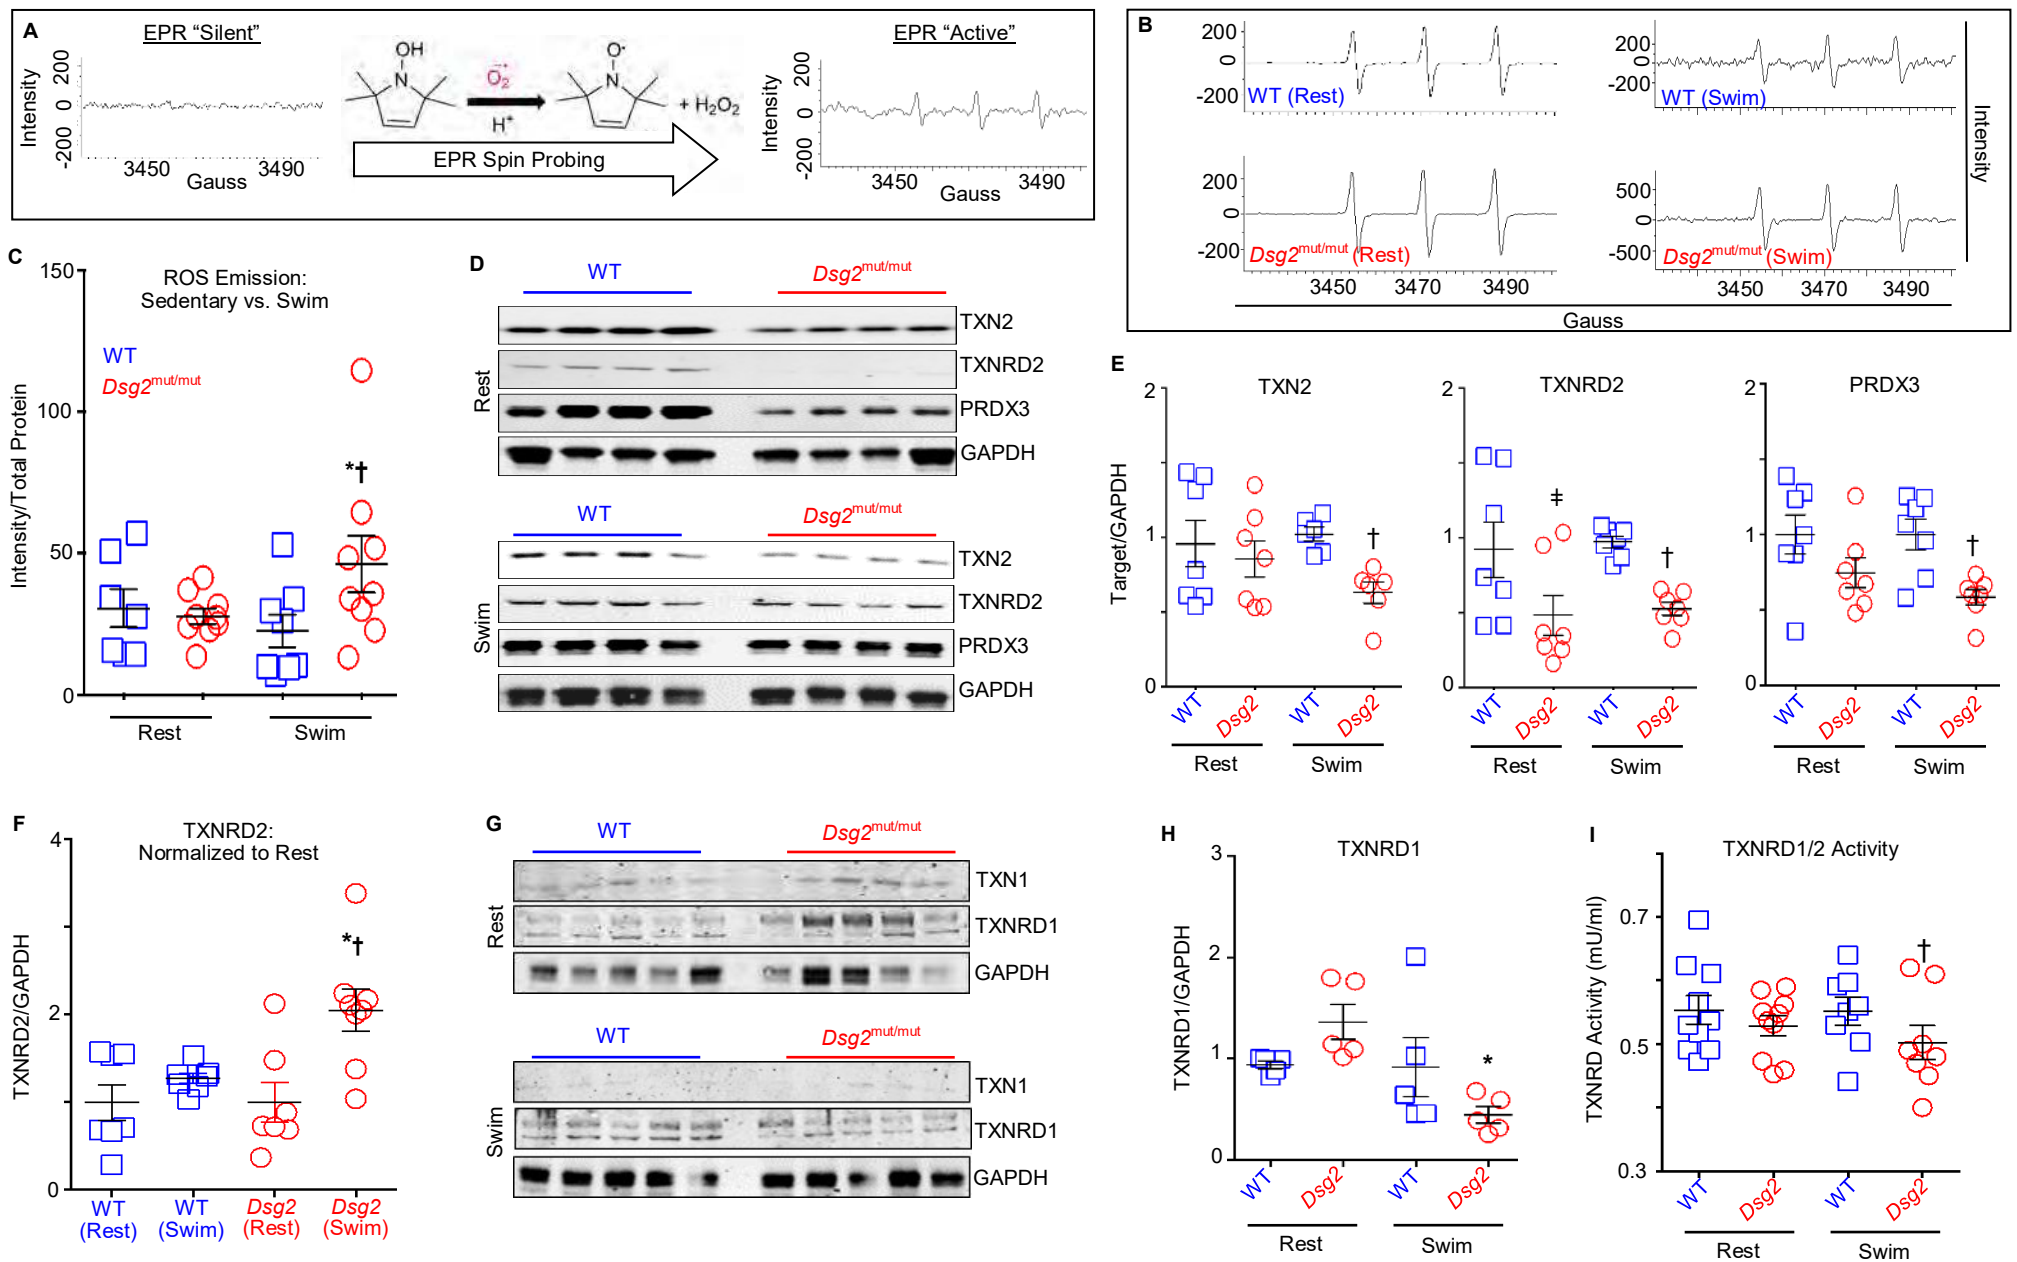 A
EPR “Silent”
Intensity
200
0
-200
3450
3490
Gauss
OH
N
O₂•⁻
H⁺
O•
N
+ H₂O₂
EPR Spin Probing
EPR “Active”
Intensity
200
0
-200
3450
3490
Gauss
B
200
0
-200
WT (Rest)
200
0
-200
WT (Swim)
200
0
-200
Dsg2mut/mut (Rest)
500
0
-500
Dsg2mut/mut (Swim)
3450
3470
3490
3450
3470
3490
Gauss
Intensity
C
ROS Emission:
Sedentary vs. Swim
WT
Dsg2mut/mut
Intensity/Total Protein
150
100
50
0
*†
Rest
Swim
D
WT
Dsg2mut/mut
Rest
TXN2
TXNRD2
PRDX3
GAPDH
WT
Dsg2mut/mut
Swim
TXN2
TXNRD2
PRDX3
GAPDH
E
Target/GAPDH
TXN2
2
1
0
†
WT
Dsg2
WT
Dsg2
Rest
Swim
TXNRD2
2
1
0
‡
†
WT
Dsg2
WT
Dsg2
Rest
Swim
PRDX3
2
1
0
†
WT
Dsg2
WT
Dsg2
Rest
Swim
F
TXNRD2:
Normalized to Rest
TXNRD2/GAPDH
4
2
0
*†
WT
(Rest)
WT
(Swim)
Dsg2
(Rest)
Dsg2
(Swim)
G
WT
Dsg2mut/mut
Rest
TXN1
TXNRD1
GAPDH
WT
Dsg2mut/mut
Swim
TXN1
TXNRD1
GAPDH
H
TXNRD1
TXNRD1/GAPDH
3
2
1
0
*
WT
Dsg2
WT
Dsg2
Rest
Swim
I
TXNRD1/2 Activity
TXNRD Activity (mU/ml)
0.7
0.5
0.3
†
WT
Dsg2
WT
Dsg2
Rest
Swim